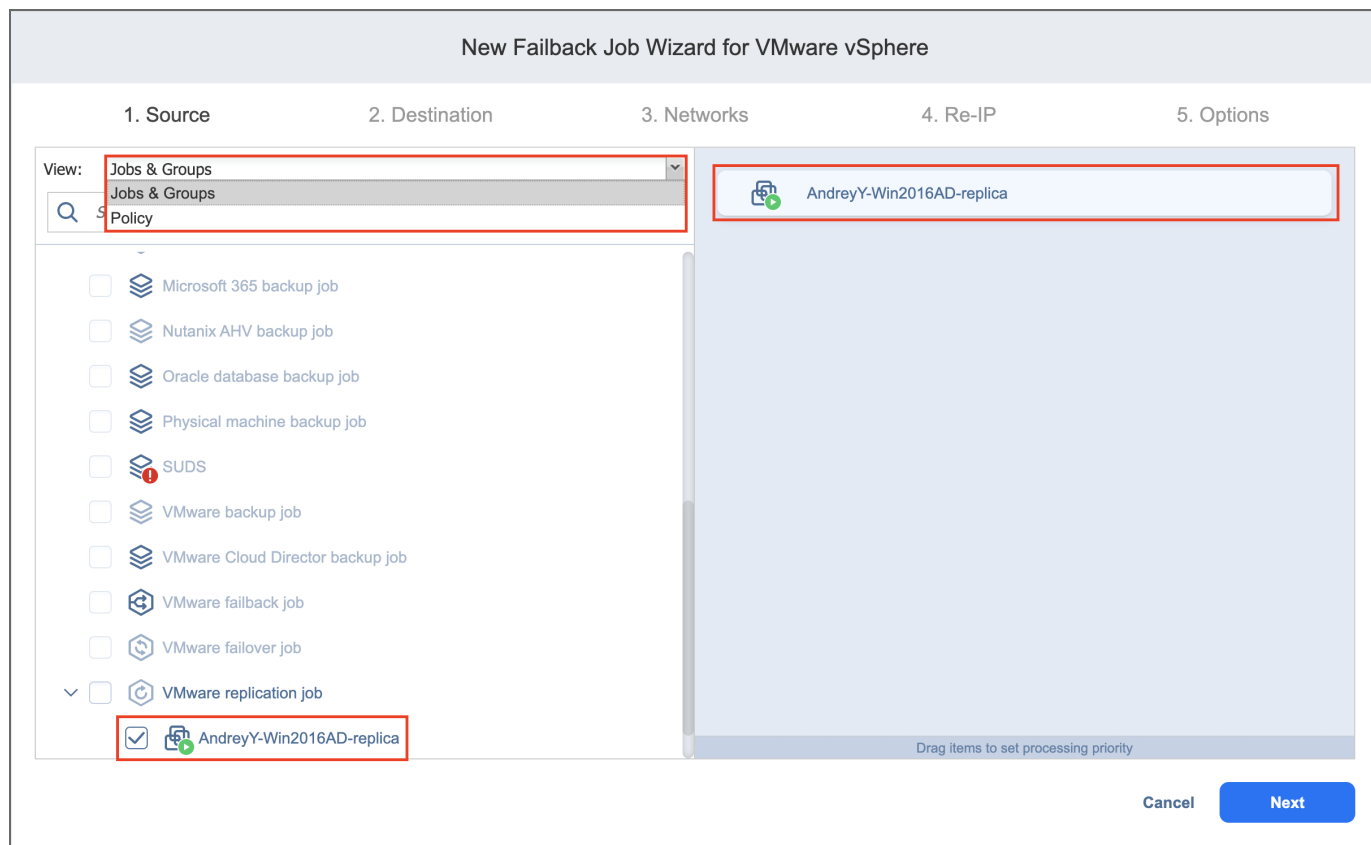 New Failback Job Wizard for VMware vSphere
1. Source 2. Destination 3. Networks 4. Re-IP 5. Options
View: Jobs & Groups
Jobs & Groups
Policy
AndreyY-Win2016AD-replica
Microsoft 365 backup job
Nutanix AHV backup job
Oracle database backup job
Physical machine backup job
SUDS
VMware backup job
VMware Cloud Director backup job
VMware failback job
VMware failover job
VMware replication job
AndreyY-Win2016AD-replica
Drag items to set processing priority
Cancel Next